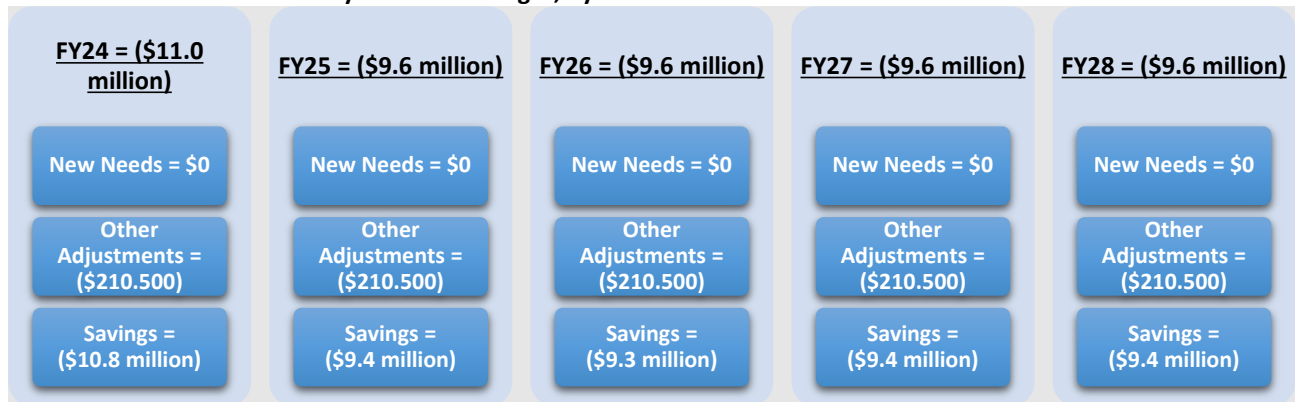 FY24 = ($11.0
million)
New Needs = $0
Other
Adjustments =
($210.500)
Savings =
($10.8 million)
FY25 = ($9.6 million)
New Needs = $0
Other
Adjustments =
($210.500)
Savings =
($9.4 million)
FY26 = ($9.6 million)
New Needs = $0
Other
Adjustments =
($210.500)
Savings =
($9.3 million)
FY27 = ($9.6 million)
New Needs = $0
Other
Adjustments =
($210.500)
Savings =
($9.4 million)
FY28 = ($9.6 million)
New Needs = $0
Other
Adjustments =
($210.500)
Savings =
($9.4 million)